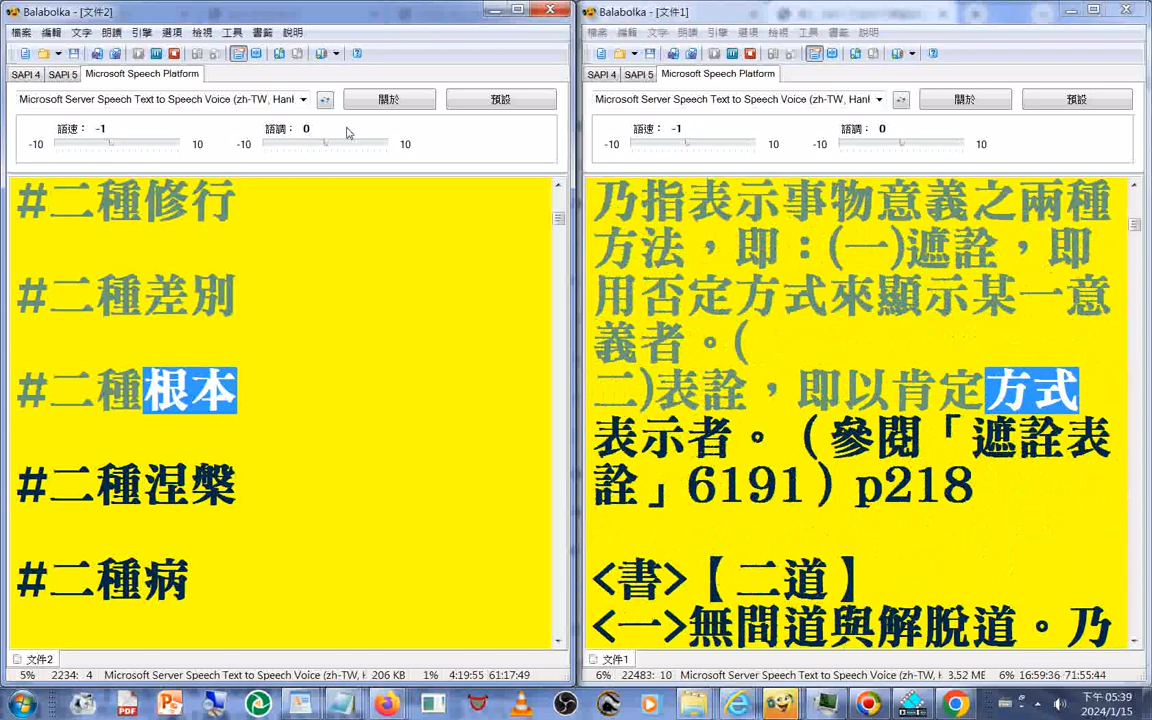 Balabolka - [文件2]
檔案 編輯 文字 朗讀 引擎 選項 檢視 工具 書籤 說明
SAPI 4 SAPI 5 Microsoft Speech Platform
Microsoft Server Speech Text to Speech Voice (zh-TW, Hanl
關於 預設
語速： -1 語調： 0
-10 10 -10 10
#二種修行
#二種差別
#二種根本
#二種涅槃
#二種病
文件2
5% 2234: 4 Microsoft Server Speech Text to Speech Voice (zh-TW, H 206 KB 1% 4:19:55 61:17:49
Balabolka - [文件1]
檔案 編輯 文字 朗讀 引擎 選項 檢視 工具 書籤 說明
SAPI 4 SAPI 5 Microsoft Speech Platform
Microsoft Server Speech Text to Speech Voice (zh-TW, Hanl
關於 預設
語速： -1 語調： 0
-10 10 -10 10
乃指表示事物意義之兩種
方法，即：(一)遮詮，即
用否定方式來顯示某一意
義者。(
二)表詮，即以肯定方式
表示者。（參閱「遮詮表
詮」6191）p218
<書>【二道】
<一>無間道與解脫道。乃
文件1
6% 22483: 10 Microsoft Server Speech Text to Speech Voice (zh-TW, 3.52 ME 6% 16:59:36 71:55:44
下午 05:39
2024/1/15